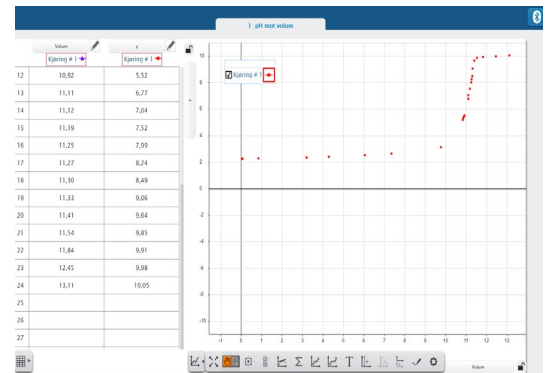 1 pH mot volum
Volum y
Kjøring # 1 Kjøring # 1
12 10,92 5,52
13 11,11 6,77
14 11,12 7,04
15 11,19 7,52
16 11,25 7,99
17 11,27 8,24
18 11,30 8,49
19 11,33 9,06
20 11,41 9,64
21 11,54 9,85
22 11,84 9,91
23 12,45 9,98
24 13,11 10,05
25
26
27
Kjøring # 1
10
8
6
4
2
0
-2
-4
-6
-8
-10
-1 0 1 2 3 4 5 6 7 8 9 10 11 12 13
Volum